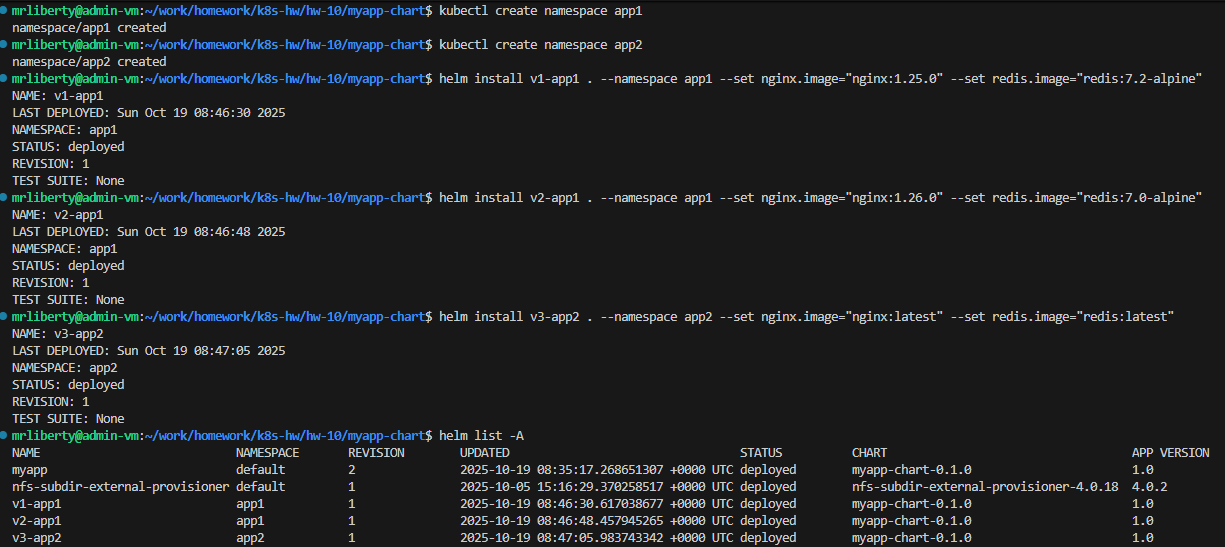 mrliberty@admin-vm:~/work/homework/k8s-hw/hw-10/myapp-chart$ kubectl create namespace app1
namespace/app1 created
mrliberty@admin-vm:~/work/homework/k8s-hw/hw-10/myapp-chart$ kubectl create namespace app2
namespace/app2 created
mrliberty@admin-vm:~/work/homework/k8s-hw/hw-10/myapp-chart$ helm install v1-app1 . --namespace app1 --set nginx.image="nginx:1.25.0" --set redis.image="redis:7.2-alpine"
NAME: v1-app1
LAST DEPLOYED: Sun Oct 19 08:46:30 2025
NAMESPACE: app1
STATUS: deployed
REVISION: 1
TEST SUITE: None
mrliberty@admin-vm:~/work/homework/k8s-hw/hw-10/myapp-chart$ helm install v2-app1 . --namespace app1 --set nginx.image="nginx:1.26.0" --set redis.image="redis:7.0-alpine"
NAME: v2-app1
LAST DEPLOYED: Sun Oct 19 08:46:48 2025
NAMESPACE: app1
STATUS: deployed
REVISION: 1
TEST SUITE: None
mrliberty@admin-vm:~/work/homework/k8s-hw/hw-10/myapp-chart$ helm install v3-app2 . --namespace app2 --set nginx.image="nginx:latest" --set redis.image="redis:latest"
NAME: v3-app2
LAST DEPLOYED: Sun Oct 19 08:47:05 2025
NAMESPACE: app2
STATUS: deployed
REVISION: 1
TEST SUITE: None
mrliberty@admin-vm:~/work/homework/k8s-hw/hw-10/myapp-chart$ helm list -A
NAME NAMESPACE REVISION UPDATED STATUS CHART APP VERSION
myapp default 2 2025-10-19 08:35:17.268651307 +0000 UTC deployed myapp-chart-0.1.0 1.0
nfs-subdir-external-provisioner default 1 2025-10-05 15:16:29.370258517 +0000 UTC deployed nfs-subdir-external-provisioner-4.0.18 4.0.2
v1-app1 app1 1 2025-10-19 08:46:30.617038677 +0000 UTC deployed myapp-chart-0.1.0 1.0
v2-app1 app1 1 2025-10-19 08:46:48.457945265 +0000 UTC deployed myapp-chart-0.1.0 1.0
v3-app2 app2 1 2025-10-19 08:47:05.983743342 +0000 UTC deployed myapp-chart-0.1.0 1.0